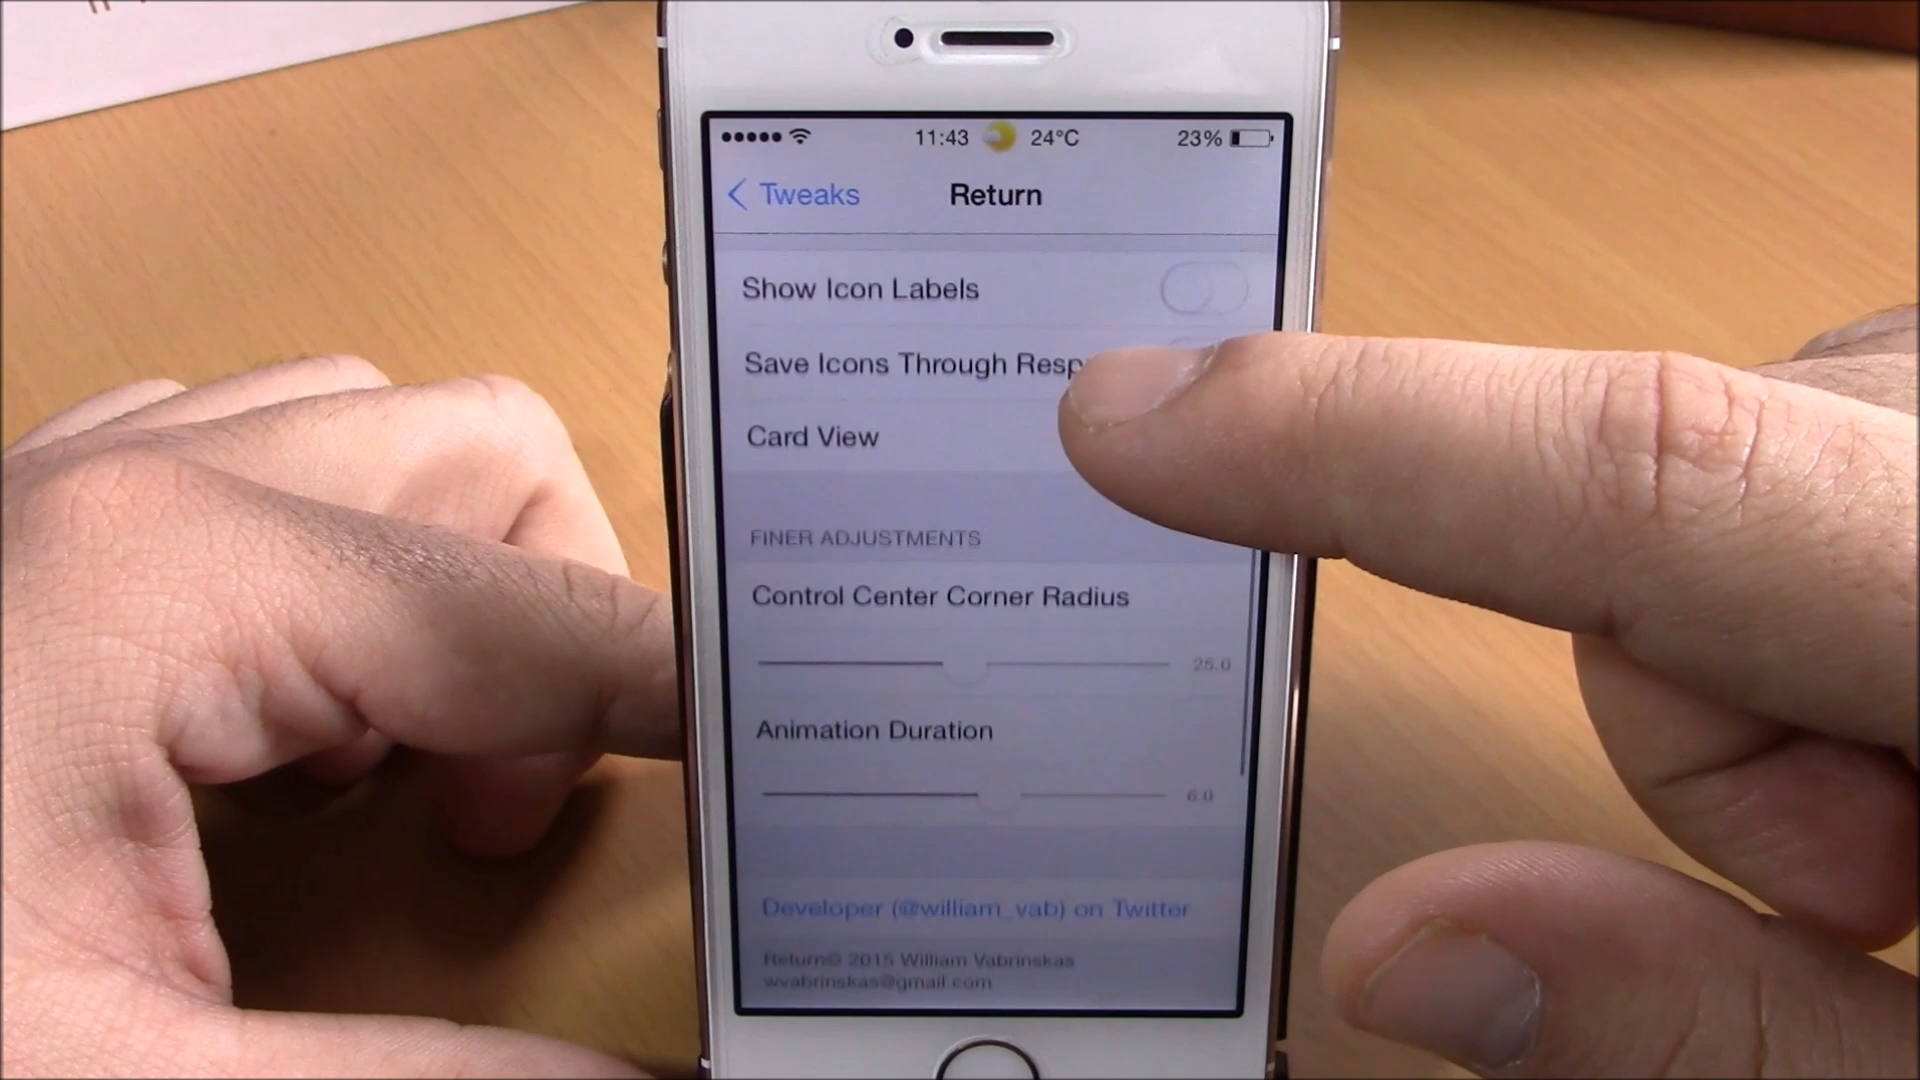 11:43 24°C 23%
Tweaks Return
Show Icon Labels
Save Icons Through
Card View
FINER ADJUSTMENTS
Control Center Corner Radius
25.0
Animation Duration
6.0
Developer (@william_vab) on Twitter
Return© 2015 William Vabrinskas
wvabrinskas@gmail.com